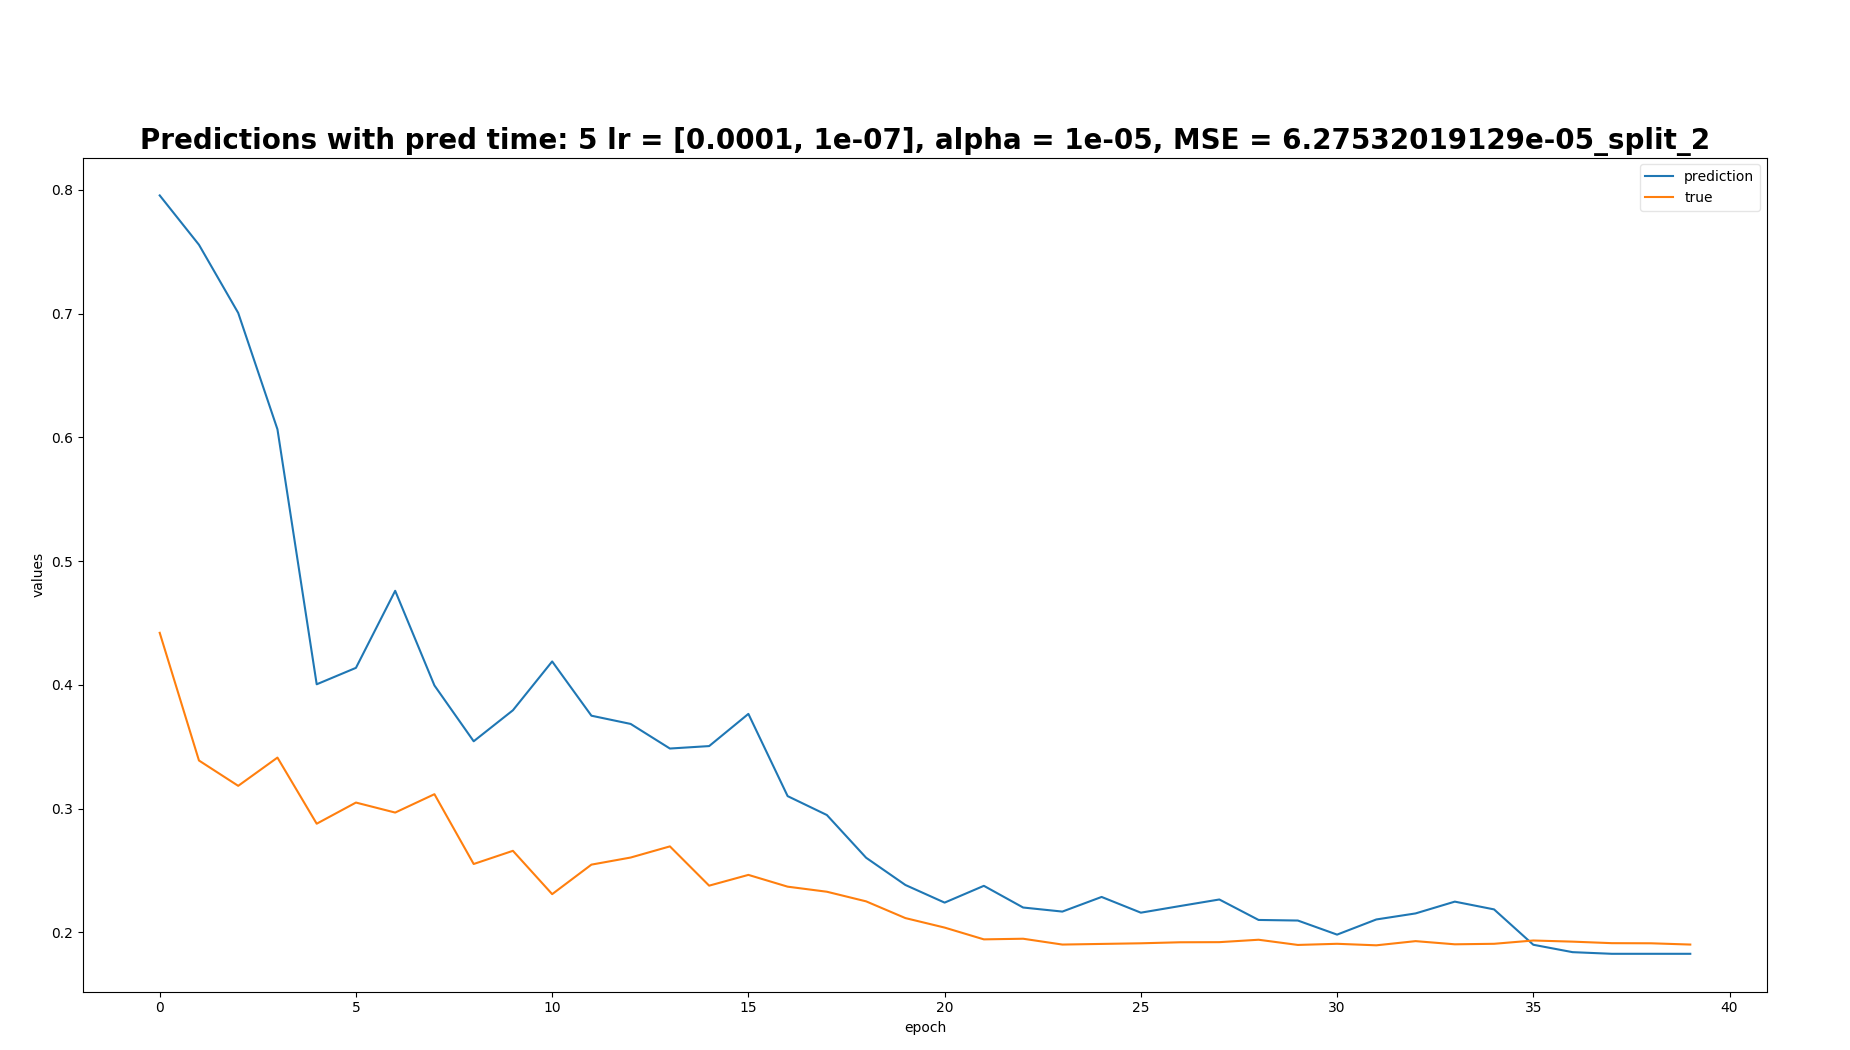 Predictions with pred time: 5 lr = [0.0001, 1e-07], alpha = 1e-05, MSE = 6.27532019129e-05_split_2
prediction
true
0.8
0.7
0.6
0.5
0.4
0.3
0.2
values
0 5 10 15 20 25 30 35 40
epoch